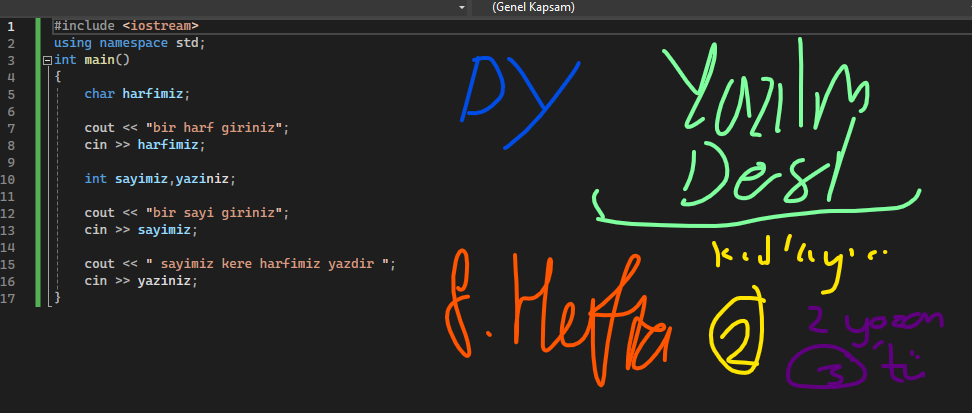 (Genel Kapsam)
1 #include <iostream>
2 using namespace std;
3 int main()
4 {
5 char harfimiz;
6
7 cout << "bir harf giriniz";
8 cin >> harfimiz;
9
10 int sayimiz,yaziniz;
11
12 cout << "bir sayi giriniz";
13 cin >> sayimiz;
14
15 cout << " sayimiz kere harfimiz yazdir ";
16 cin >> yaziniz;
17 }
DY
8.Hafta
2
2 yazan
3 'tü